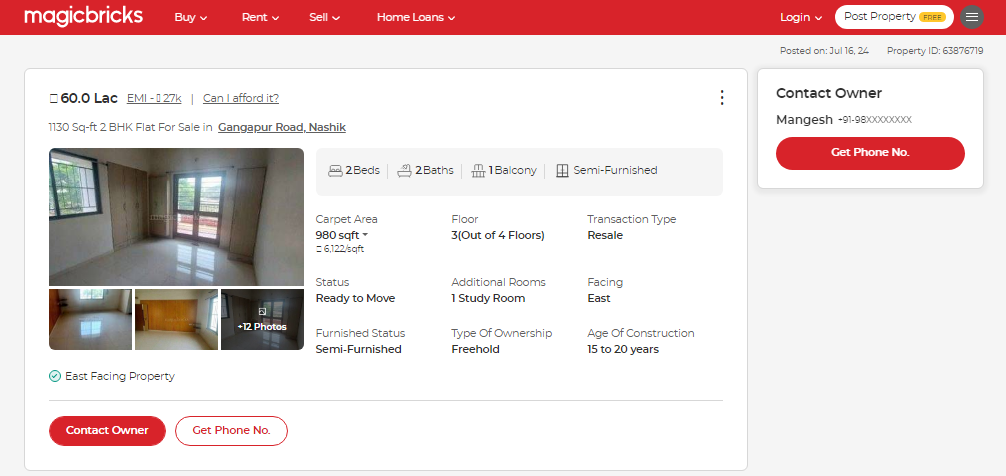 magicbricks
Buy Rent Sell Home Loans Login Post Property FREE
Posted on: Jul 16, 24 Property ID: 63876719
60.0 Lac EMI - 27k | Can I afford it?
1130 Sq-ft 2 BHK Flat For Sale in Gangapur Road, Nashik
2 Beds 2 Baths 1 Balcony Semi-Furnished
Carpet Area Floor Transaction Type
980 sqft 3(Out of 4 Floors) Resale
6,122/sqft
Status Additional Rooms Facing
Ready to Move 1 Study Room East
+12 Photos
Furnished Status Type Of Ownership Age Of Construction
Semi-Furnished Freehold 15 to 20 years
East Facing Property
Contact Owner Get Phone No.
Contact Owner
Mangesh +91-98XXXXXXXX
Get Phone No.